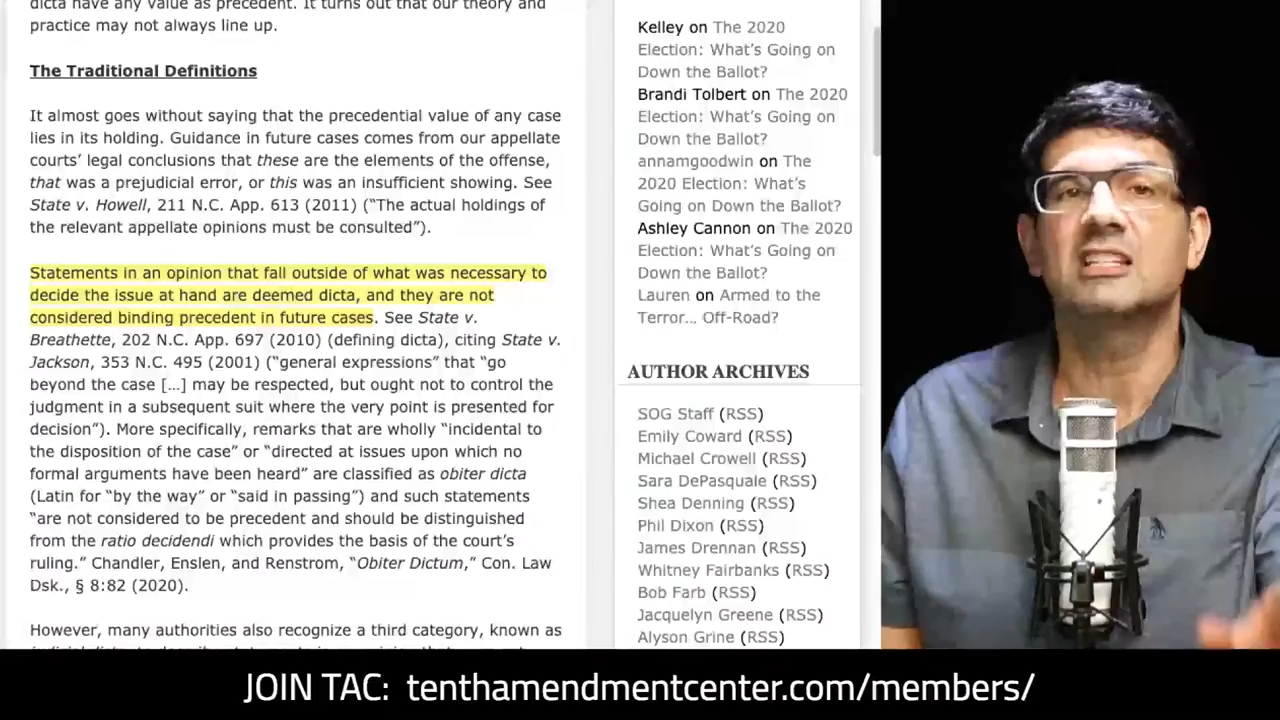 dicta have any value as precedent. It turns out that our theory and
practice may not always line up.
The Traditional Definitions
It almost goes without saying that the precedential value of any case
lies in its holding. Guidance in future cases comes from our appellate
courts’ legal conclusions that these are the elements of the offense,
that was a prejudicial error, or this was an insufficient showing. See
State v. Howell, 211 N.C. App. 613 (2011) (“The actual holdings of
the relevant appellate opinions must be consulted”).
Statements in an opinion that fall outside of what was necessary to
decide the issue at hand are deemed dicta, and they are not
considered binding precedent in future cases. See State v.
Breathette, 202 N.C. App. 697 (2010) (defining dicta), citing State v.
Jackson, 353 N.C. 495 (2001) (“general expressions” that “go
beyond the case […] may be respected, but ought not to control the
judgment in a subsequent suit where the very point is presented for
decision”). More specifically, remarks that are wholly “incidental to
the disposition of the case” or “directed at issues upon which no
formal arguments have been heard” are classified as obiter dicta
(Latin for “by the way” or “said in passing”) and such statements
“are not considered to be precedent and should be distinguished
from the ratio decidendi which provides the basis of the court’s
ruling.” Chandler, Enslen, and Renstrom, “Obiter Dictum,” Con. Law
Dsk., § 8:82 (2020).
However, many authorities also recognize a third category, known as
Kelley on The 2020
Election: What’s Going on
Down the Ballot?
Brandi Tolbert on The 2020
Election: What’s Going on
Down the Ballot?
annamgoodwin on The
2020 Election: What’s
Going on Down the Ballot?
Ashley Cannon on The 2020
Election: What’s Going on
Down the Ballot?
Lauren on Armed to the
Terror… Off-Road?
AUTHOR ARCHIVES
SOG Staff (RSS)
Emily Coward (RSS)
Michael Crowell (RSS)
Sara DePasquale (RSS)
Shea Denning (RSS)
Phil Dixon (RSS)
James Drennan (RSS)
Whitney Fairbanks (RSS)
Bob Farb (RSS)
Jacquelyn Greene (RSS)
Alyson Grine (RSS)
JOIN TAC: tenthamendmentcenter.com/members/